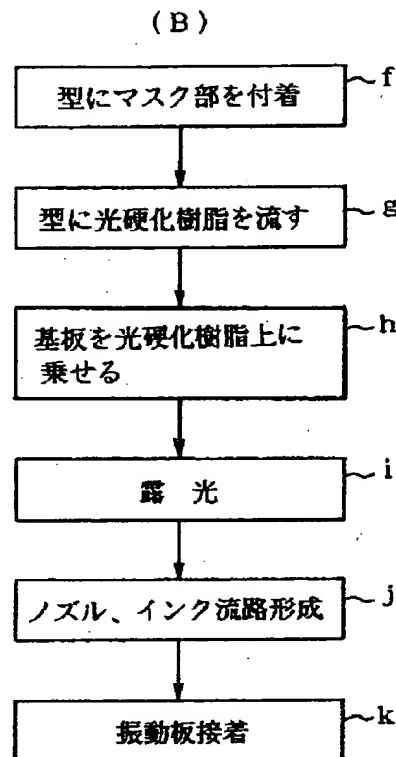 (B)
型にマスク部を付着
f
型に光硬化樹脂を流す
g
基板を光硬化樹脂上に
乗せる
h
露 光
i
ノズル、インク流路形成
j
振動板接着
k